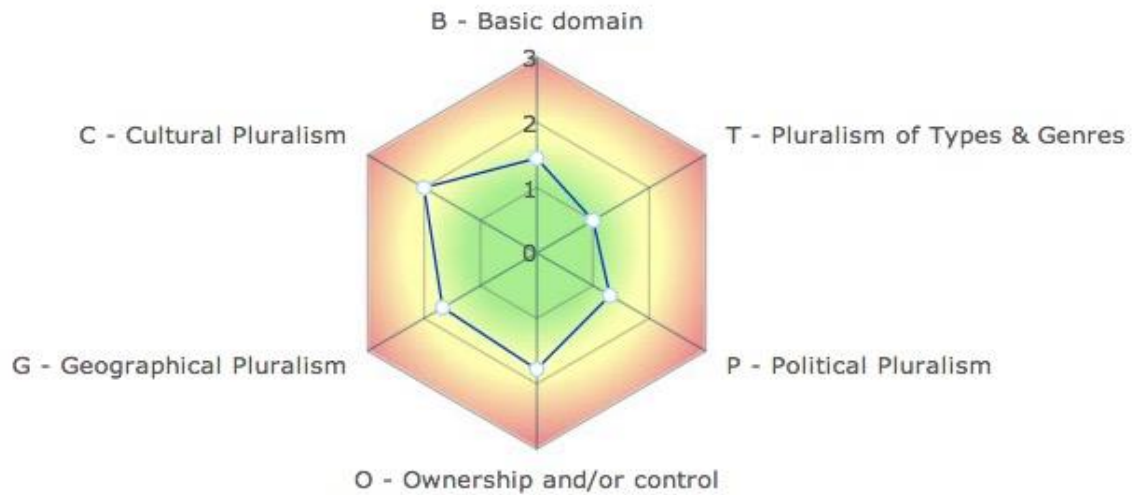 B - Basic domain
3
C - Cultural Pluralism
2
T - Pluralism of Types & Genres
1
0
G - Geographical Pluralism
P - Political Pluralism
O - Ownership and/or control